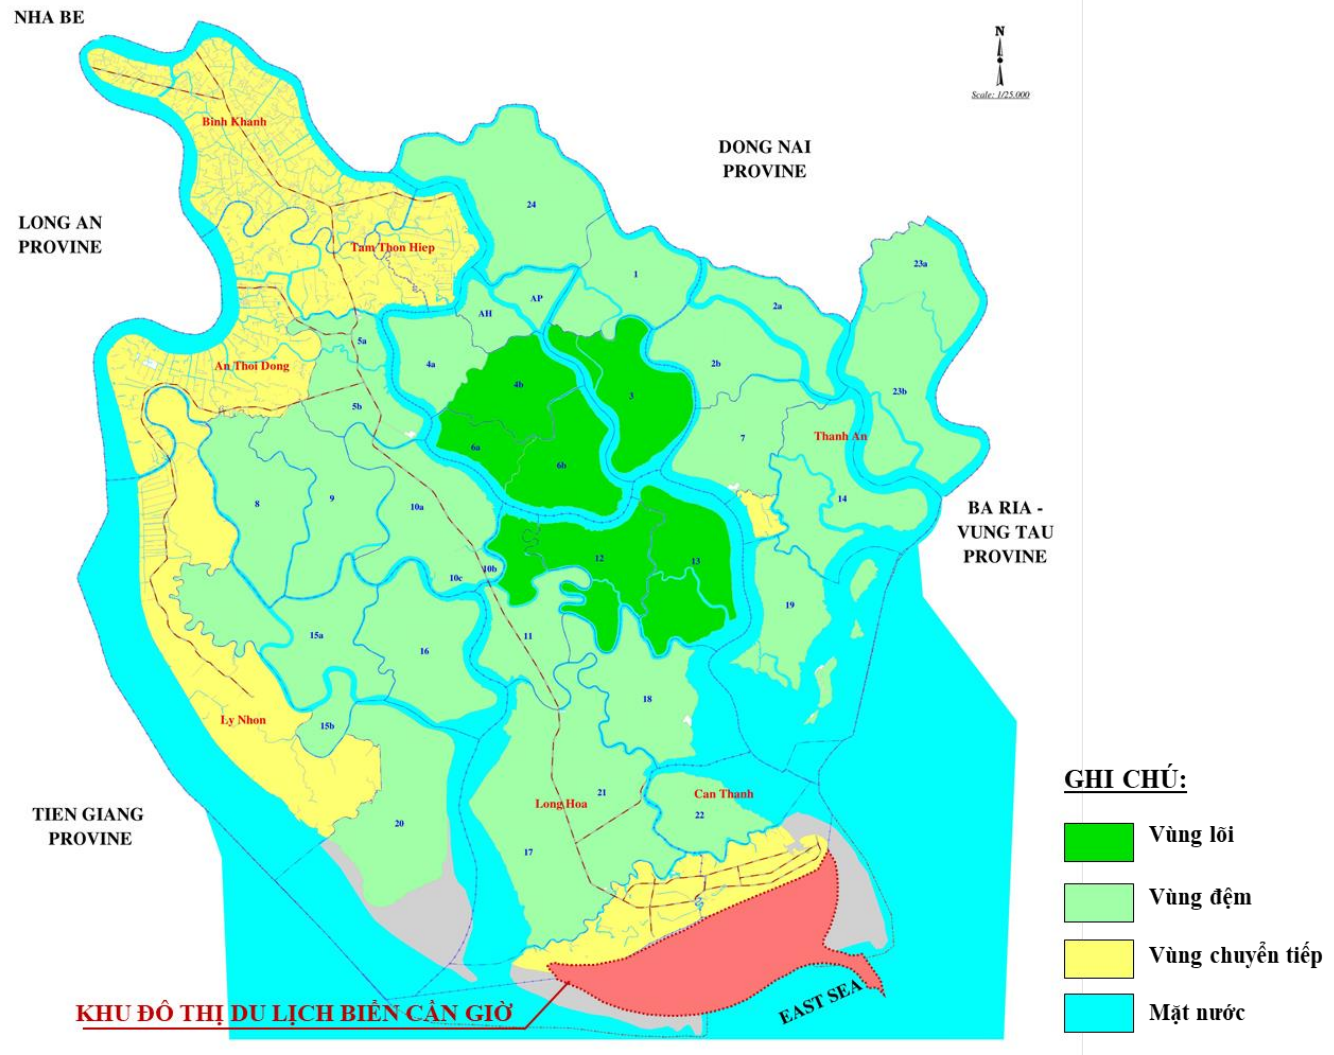 NHA BE
N
Scale: 1/25.000
Binh Khanh
DONG NAI
PROVINE
24
LONG AN
PROVINE
Tam Thon Hiep
23a
1
AP
2a
AH
5a
An Thoi Dong
4a
2b
4b
23b
3
5b
7
Thanh An
6a
6b
8
9
10a
14
BA RIA -
VUNG TAU
PROVINE
12
13
10b
10c
19
15a
11
16
18
Ly Nhon
15b
GHI CHÚ:
Can Thanh
21
Long Hoa
22
TIEN GIANG
PROVINE
20
17
Vùng lõi
Vùng đệm
Vùng chuyển tiếp
Mặt nước
EAST SEA
KHU ĐÔ THỊ DU LỊCH BIỂN CẦN GIỜ